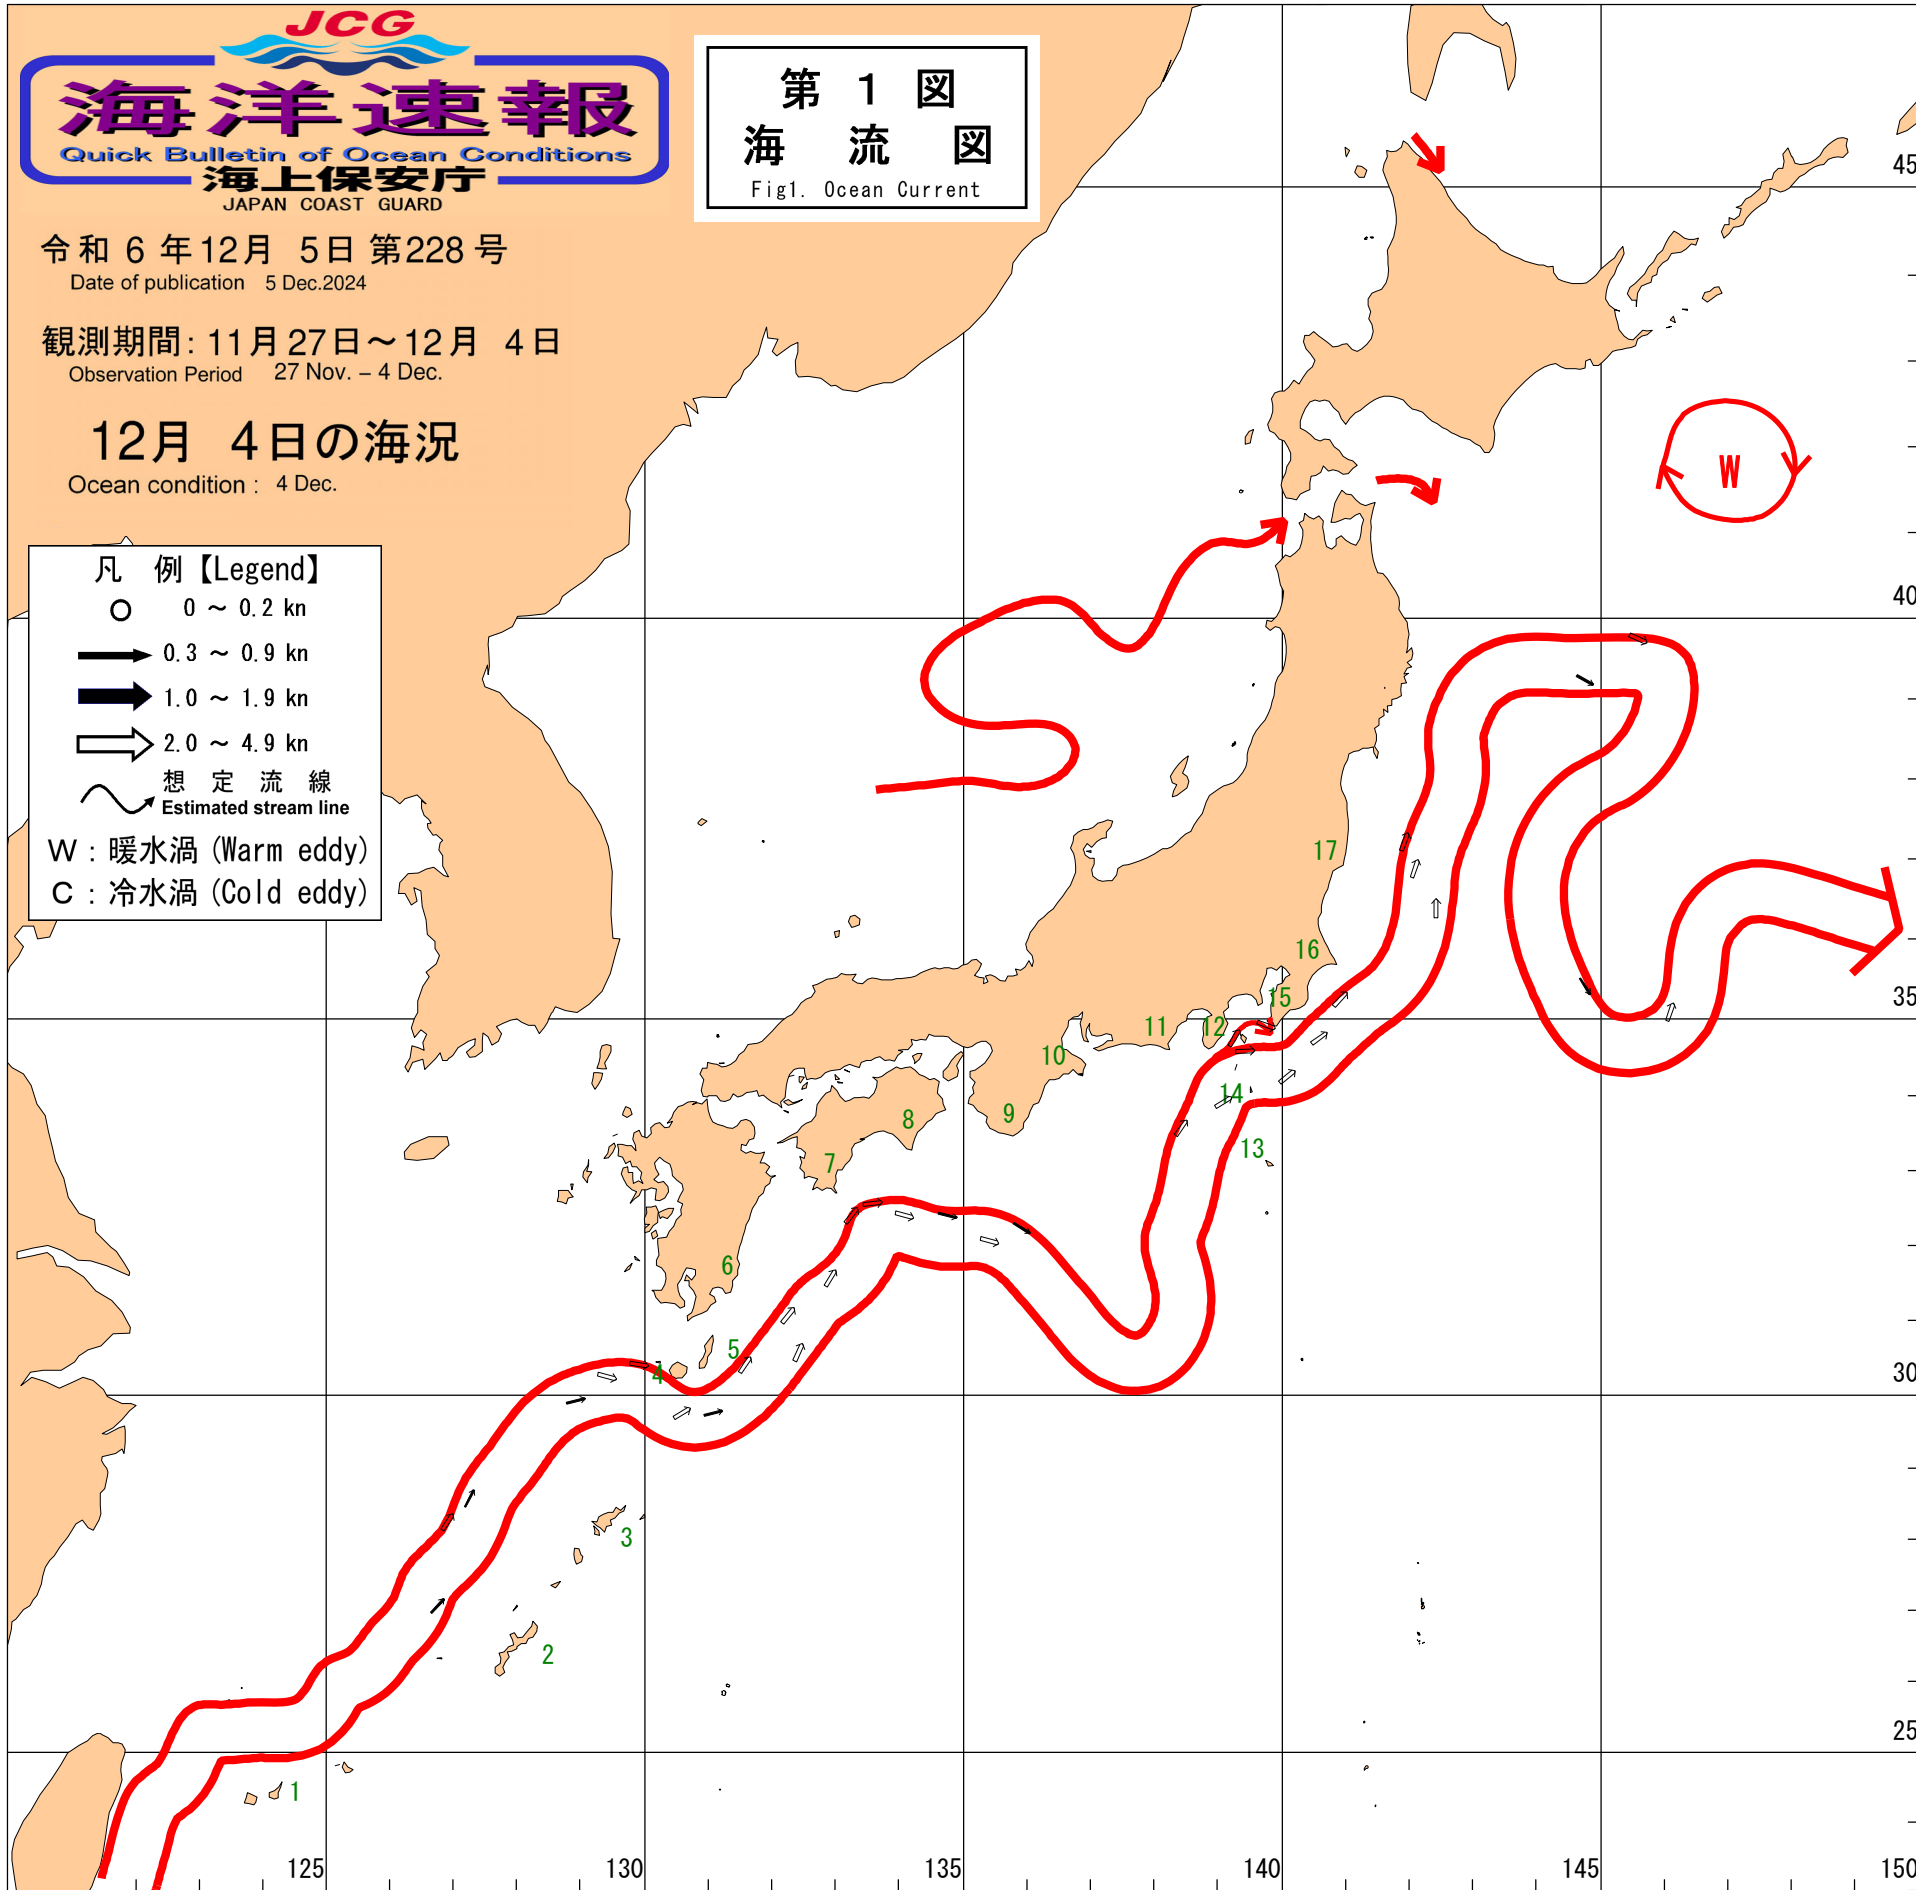 JCG
海洋速報
Quick Bulletin of Ocean Conditions
海上保安庁
JAPAN COAST GUARD
第 1 図
海 流 図
Fig1. Ocean Current
令和 6 年12月 5日 第228 号
Date of publication 5 Dec.2024
観測期間: 11月27日～12月 4日
Observation Period 27 Nov. – 4 Dec.
12月 4日の海況
Ocean condition : 4 Dec.
凡 例【Legend】
0 ～ 0.2 kn
0.3 ～ 0.9 kn
1.0 ～ 1.9 kn
2.0 ～ 4.9 kn
想 定 流 線
Estimated stream line
W : 暖水渦 (Warm eddy)
C : 冷水渦 (Cold eddy)
45
W
40
17
16
15
35
12
11
10
14
9
8
13
7
6
5
4
30
3
2
25
1
125
130
135
140
145
150